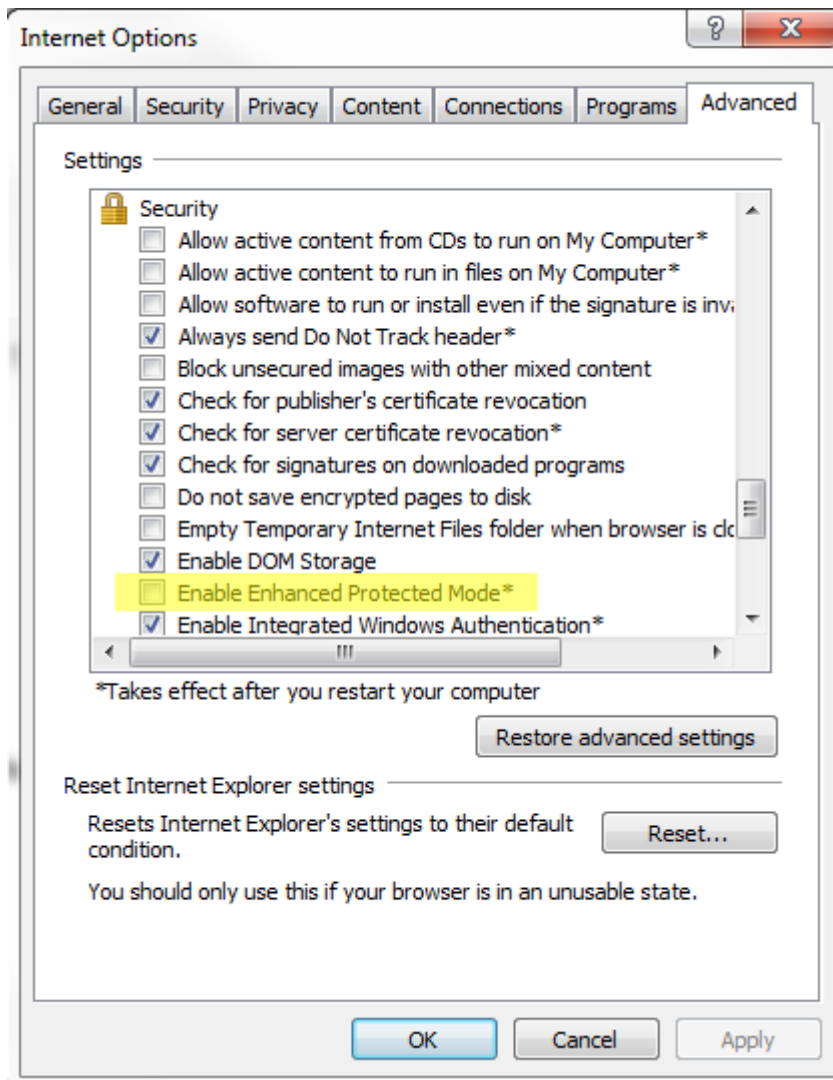 Internet Options
General Security Privacy Content Connections Programs Advanced
Settings
Security
Allow active content from CDs to run on My Computer*
Allow active content to run in files on My Computer*
Allow software to run or install even if the signature is inva
Always send Do Not Track header*
Block unsecured images with other mixed content
Check for publisher's certificate revocation
Check for server certificate revocation*
Check for signatures on downloaded programs
Do not save encrypted pages to disk
Empty Temporary Internet Files folder when browser is clo
Enable DOM Storage
Enable Enhanced Protected Mode*
Enable Integrated Windows Authentication*
*Takes effect after you restart your computer
Restore advanced settings
Reset Internet Explorer settings
Resets Internet Explorer's settings to their default
condition.
Reset...
You should only use this if your browser is in an unusable state.
OK Cancel Apply